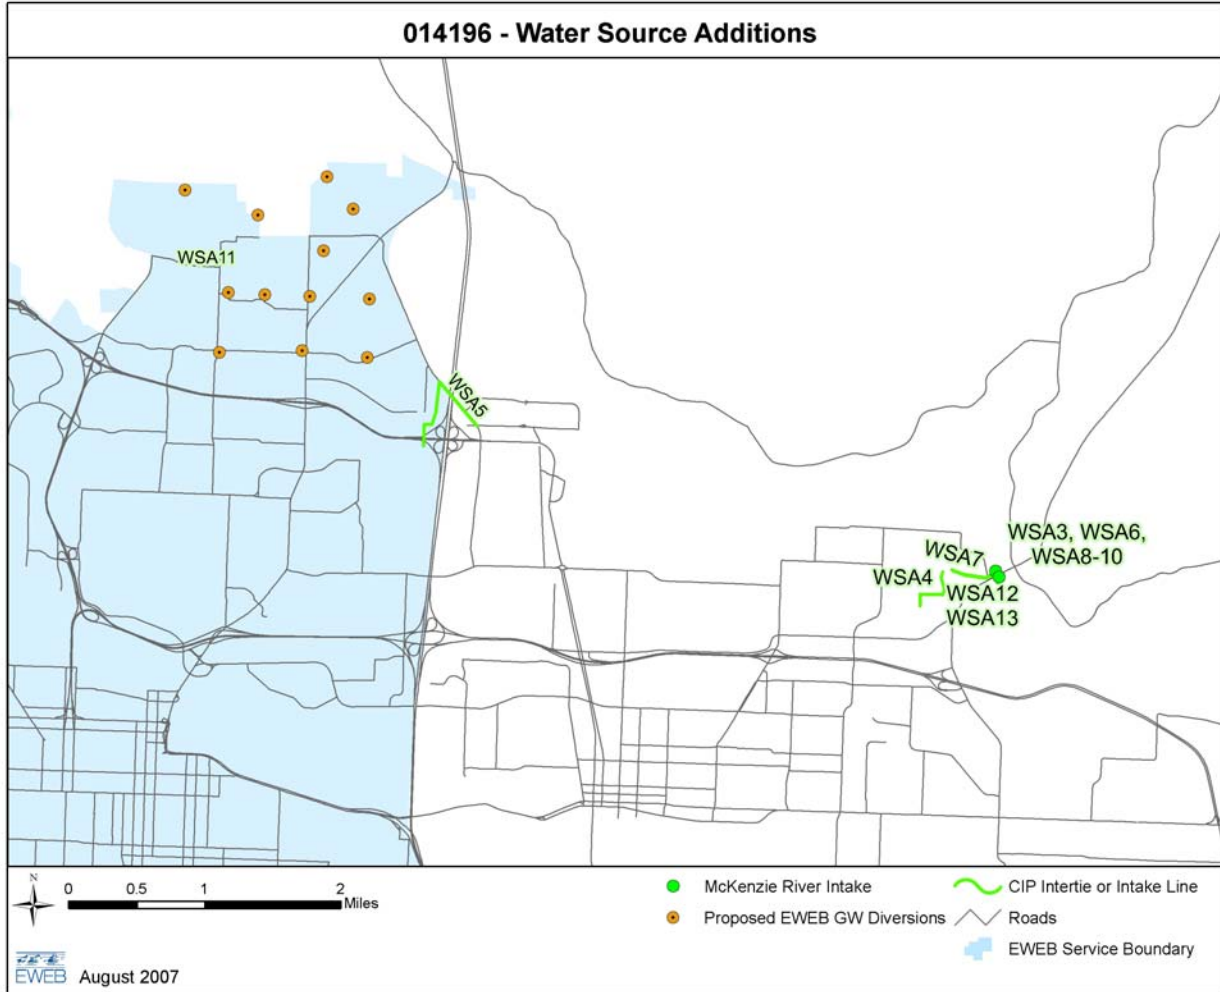 014196 - Water Source Additions
WSA11
WSA5
WSA3, WSA6,
WSA8-10
WSA7
WSA4
WSA12
WSA13
N
0 0.5 1 2
Miles
McKenzie River Intake
Proposed EWEB GW Diversions
CIP Intertie or Intake Line
Roads
EWEB Service Boundary
EWEB August 2007